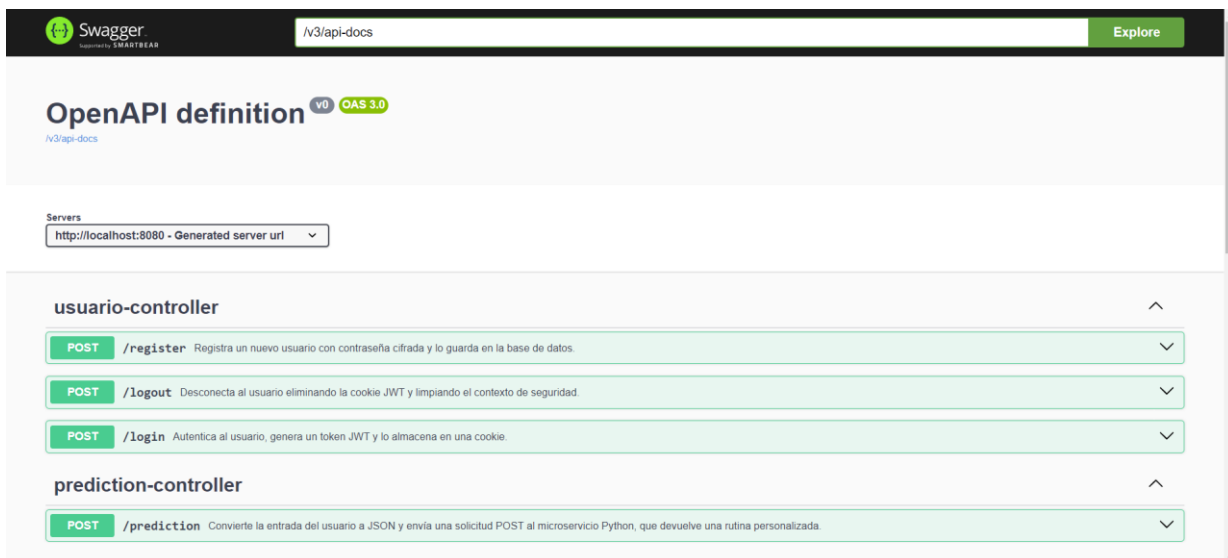 Swagger.
Supported by SMARTBEAR
/v3/api-docs
Explore
OpenAPI definition v0 OAS 3.0
/v3/api-docs
Servers
http://localhost:8080 - Generated server url
usuario-controller
POST /register Registra un nuevo usuario con contraseña cifrada y lo guarda en la base de datos.
POST /logout Desconecta al usuario eliminando la cookie JWT y limpiando el contexto de seguridad.
POST /login Autentica al usuario, genera un token JWT y lo almacena en una cookie.
prediction-controller
POST /prediction Convierte la entrada del usuario a JSON y envía una solicitud POST al microservicio Python, que devuelve una rutina personalizada.